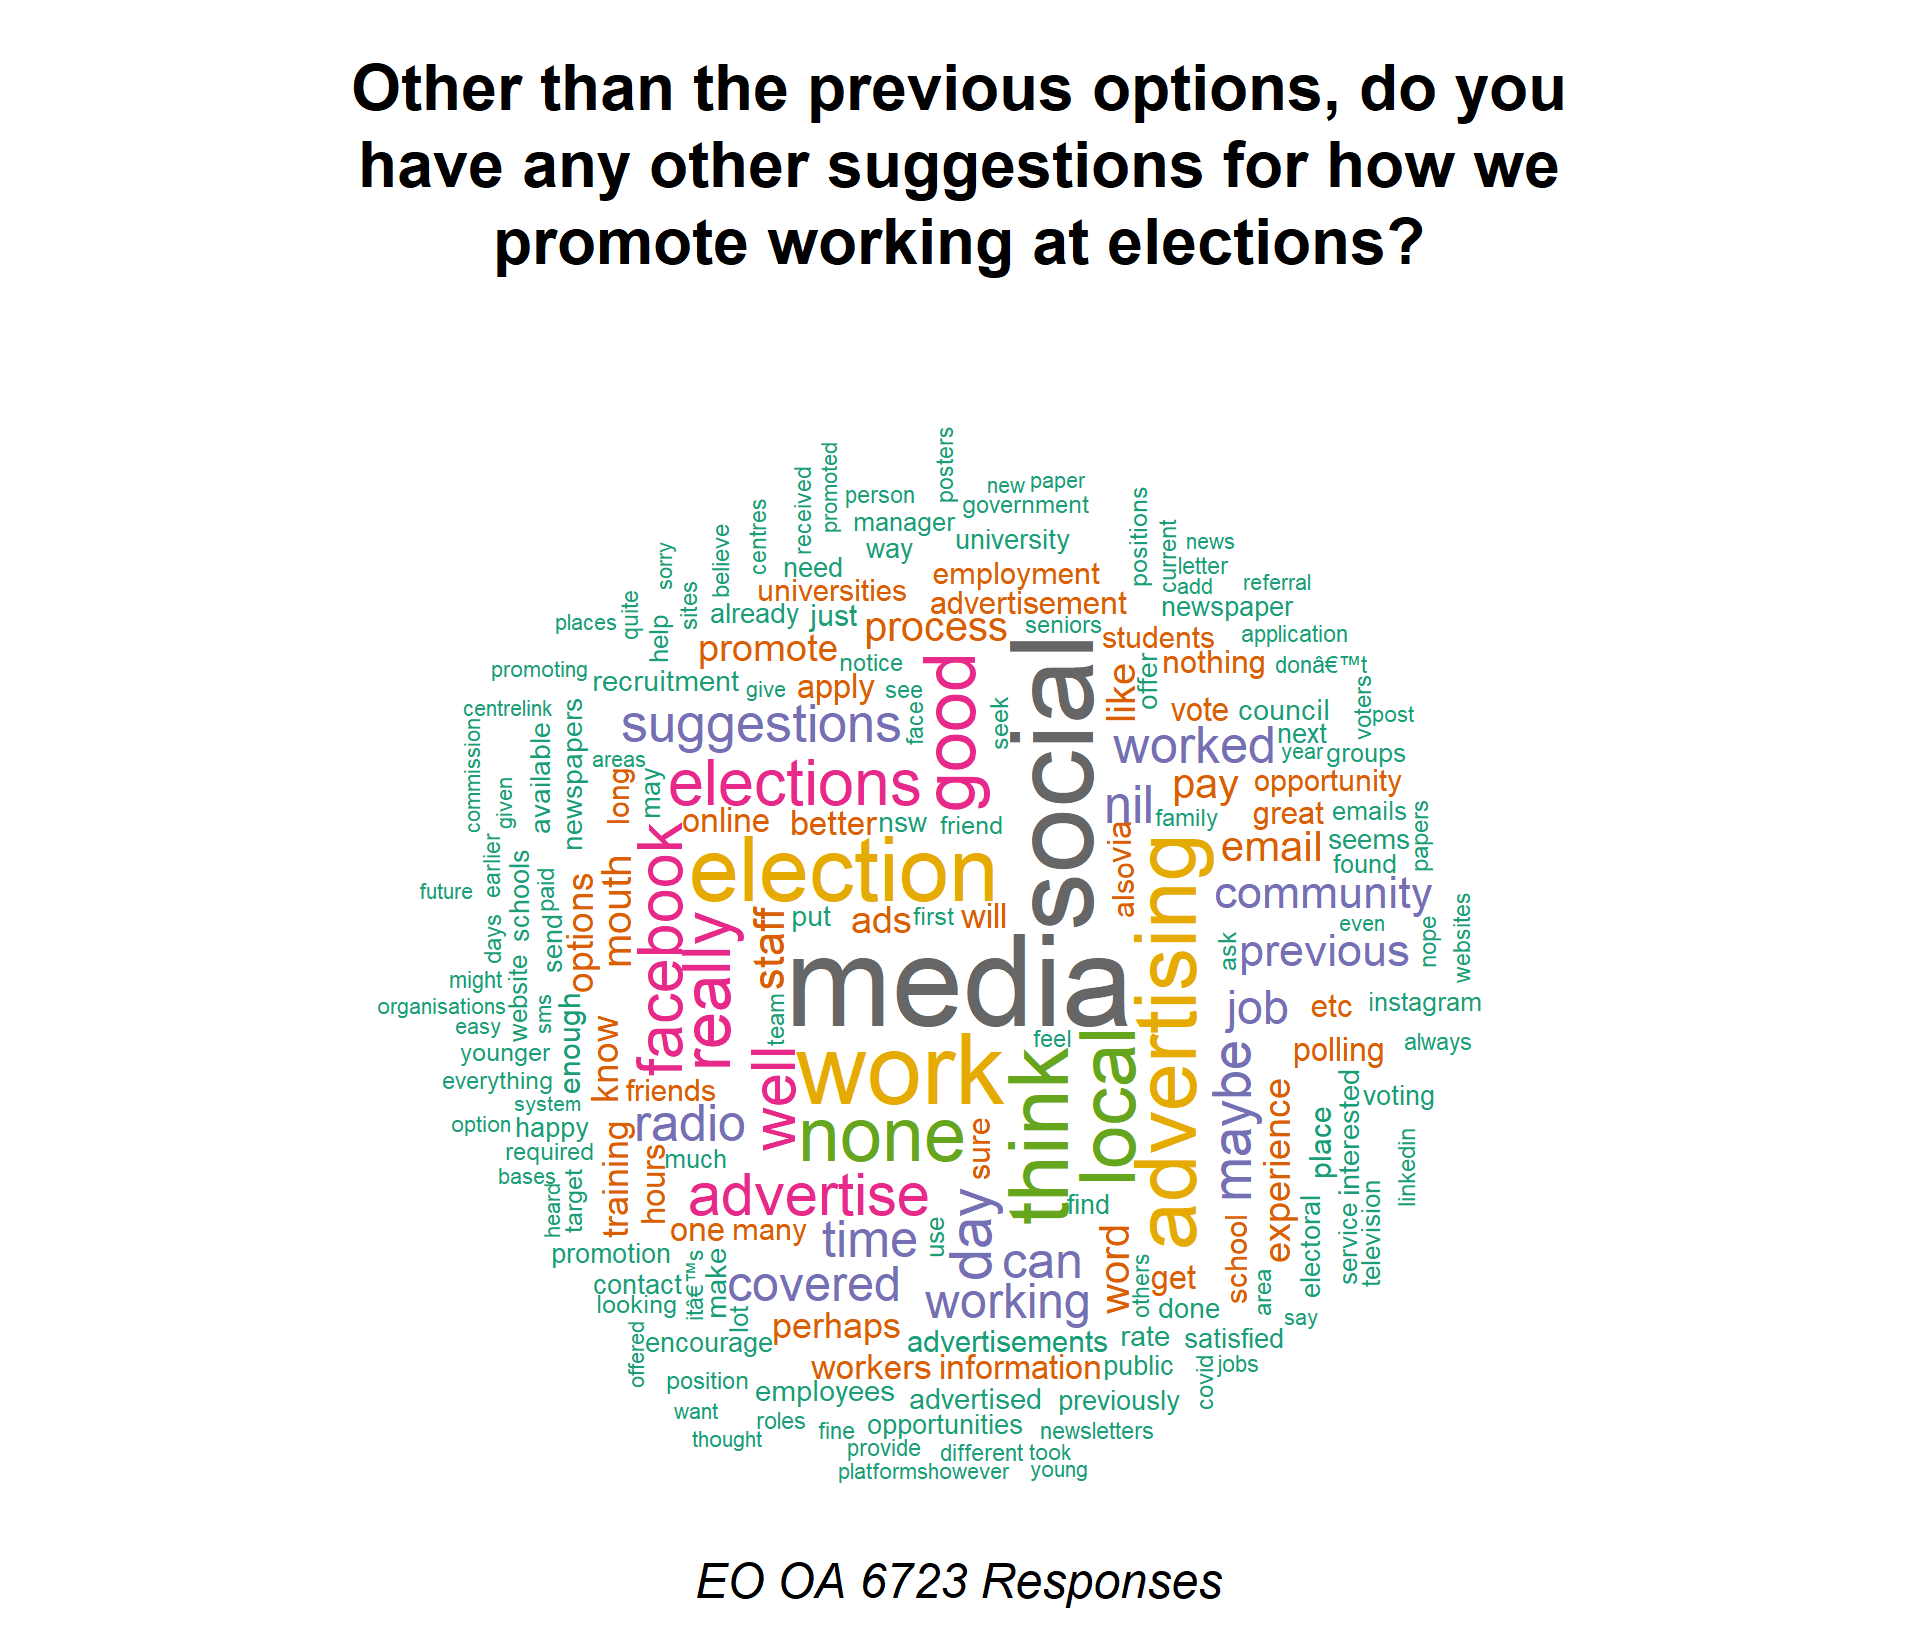 Other than the previous options, do you
have any other suggestions for how we
promote working at elections?
posters
promoted
received
person
new
paper
government
manager
centres
positions
believe
way
university
current
news
sorry
need
letter
employment
universities
add
referral
quite
sites
already
just
advertisement
newspaper
places
help
process
seniors
students
application
promote
notice
social
promoting
recruitment
give
apply
see
good
like
offer
nothing
donâ€™t
centrelink
newspapers
suggestions
face
seek
vote
council
voters
post
commission
available
worked
next
areas
year
groups
given
long
may
elections
nil
pay
opportunity
online
better
nsw
friend
family
great
emails
earlier
facebook
election
also
via
email
seems
papers
found
future
schools
paid
mouth
community
days
send
options
really
staff
put
ads
first
will
advertising
even
might
ask
previous
nope
websites
organisations
website
sms
media
job
etc
instagram
easy
enough
know
team
younger
well
work
feel
think
local
maybe
polling
always
everything
friends
system
experience
interested
voting
option
happy
radio
none
sure
place
linkedin
required
training
hours
much
bases
target
advertise
day
find
heard
one
many
time
use
word
school
electoral
service
television
promotion
can
contact
itâ€™s
make
covered
others
get
area
looking
lot
working
done
say
offered
encourage
perhaps
advertisements
rate
satisfied
workers
information
public
covid
jobs
position
employees
advertised
previously
want
roles
fine
opportunities
newsletters
thought
provide
different
took
platforms
however
young
EO OA 6723 Responses